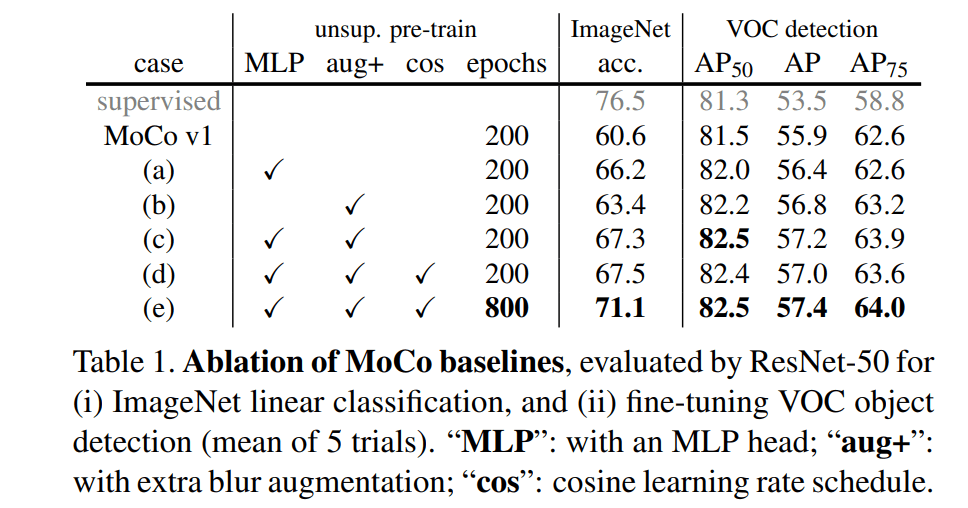 unsup. pre-train ImageNet VOC detection
case MLP aug+ cos epochs acc. AP50 AP AP75
supervised 76.5 81.3 53.5 58.8
MoCo v1 200 60.6 81.5 55.9 62.6
(a) ✓ 200 66.2 82.0 56.4 62.6
(b) ✓ 200 63.4 82.2 56.8 63.2
(c) ✓ ✓ 200 67.3 82.5 57.2 63.9
(d) ✓ ✓ ✓ 200 67.5 82.4 57.0 63.6
(e) ✓ ✓ ✓ 800 71.1 82.5 57.4 64.0
Table 1. Ablation of MoCo baselines, evaluated by ResNet-50 for
(i) ImageNet linear classification, and (ii) fine-tuning VOC object
detection (mean of 5 trials). “MLP”: with an MLP head; “aug+”:
with extra blur augmentation; “cos”: cosine learning rate schedule.